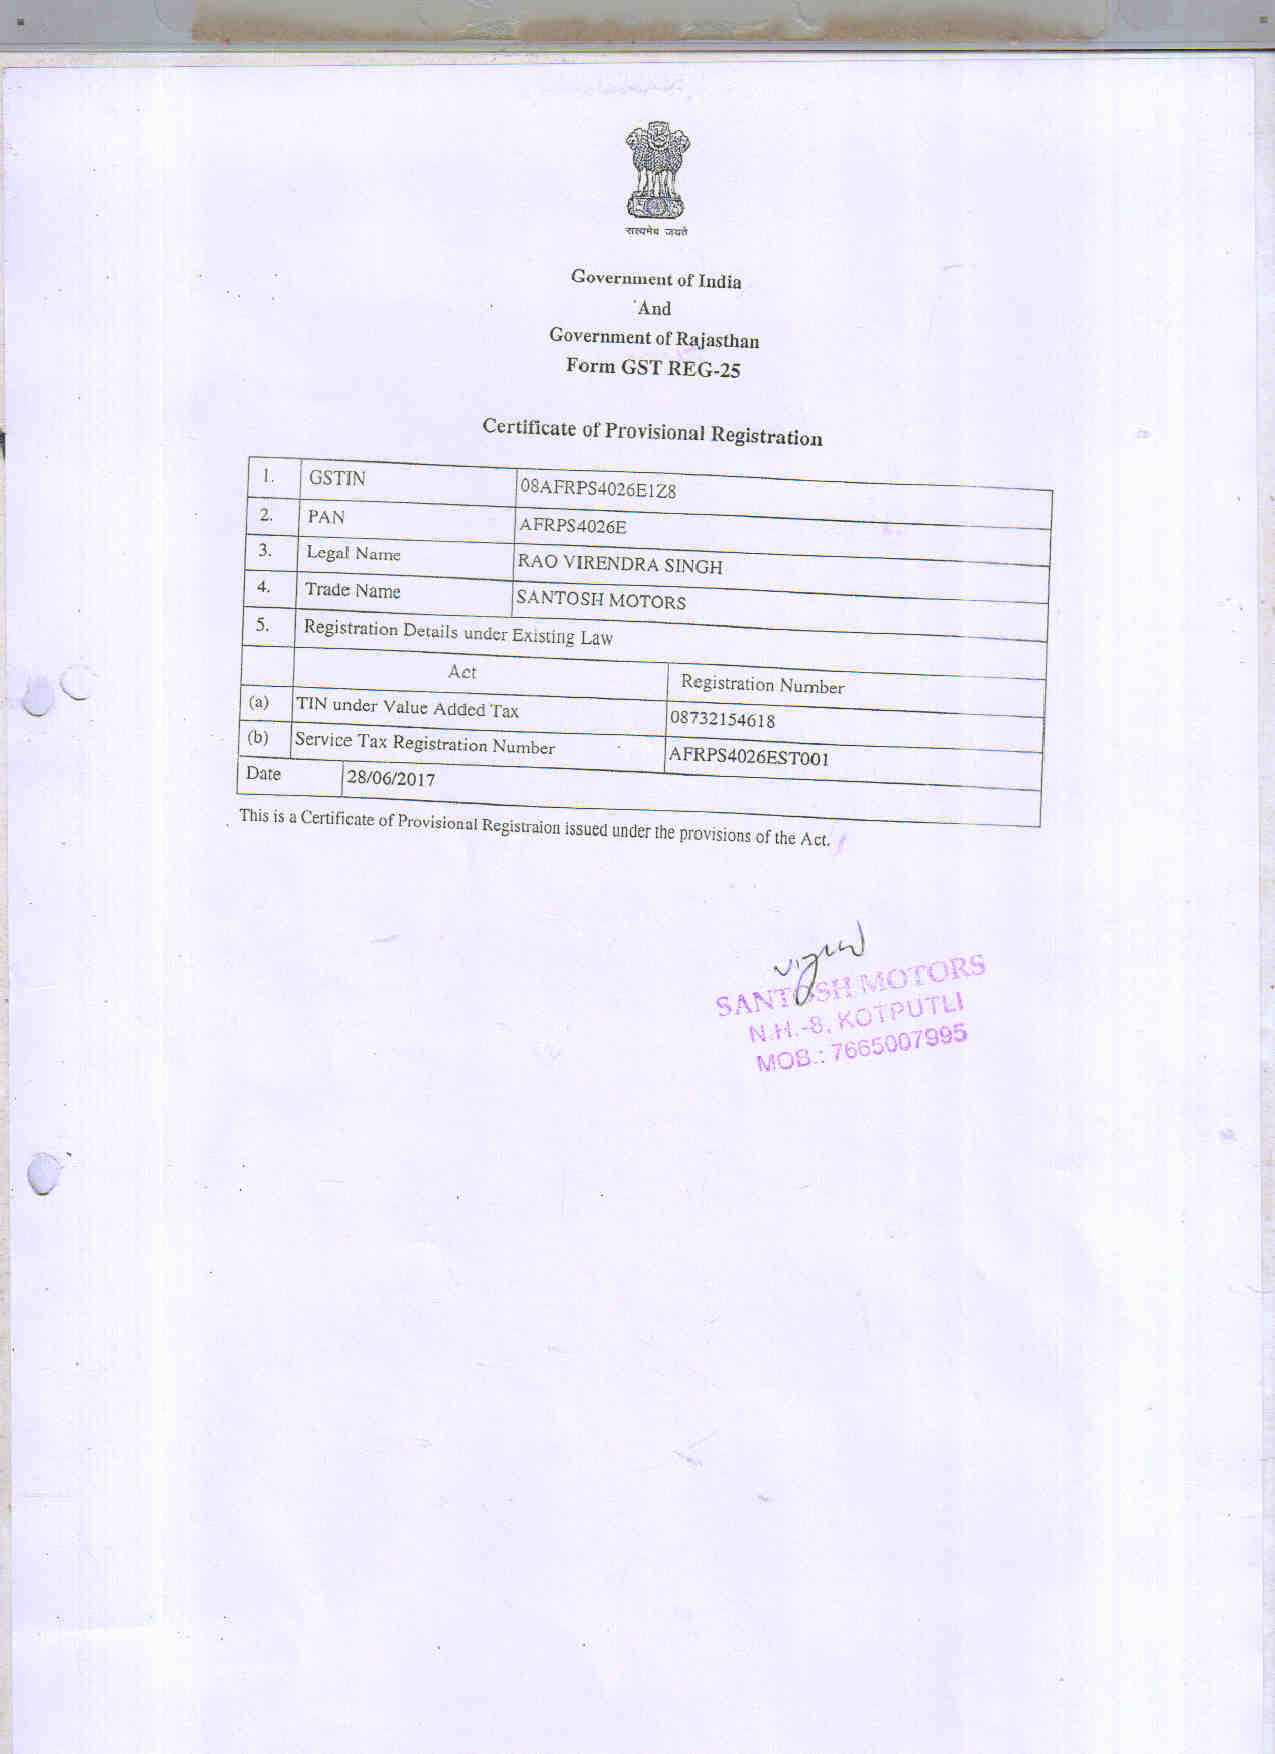 सत्यमेव जयते
Government of India
And
Government of Rajasthan
Form GST REG-25
Certificate of Provisional Registration
1. GSTIN 08AFRPS4026E1Z8
2. PAN AFRPS4026E
3. Legal Name RAO VIRENDRA SINGH
4. Trade Name SANTOSH MOTORS
5. Registration Details under Existing Law
Act Registration Number
(a) TIN under Value Added Tax 08732154618
(b) Service Tax Registration Number AFRPS4026EST001
Date 28/06/2017
This is a Certificate of Provisional Registraion issued under the provisions of the Act.
SANTOSH MOTORS
N.H.-8, KOTPUTLI
MOB.: 7665007995